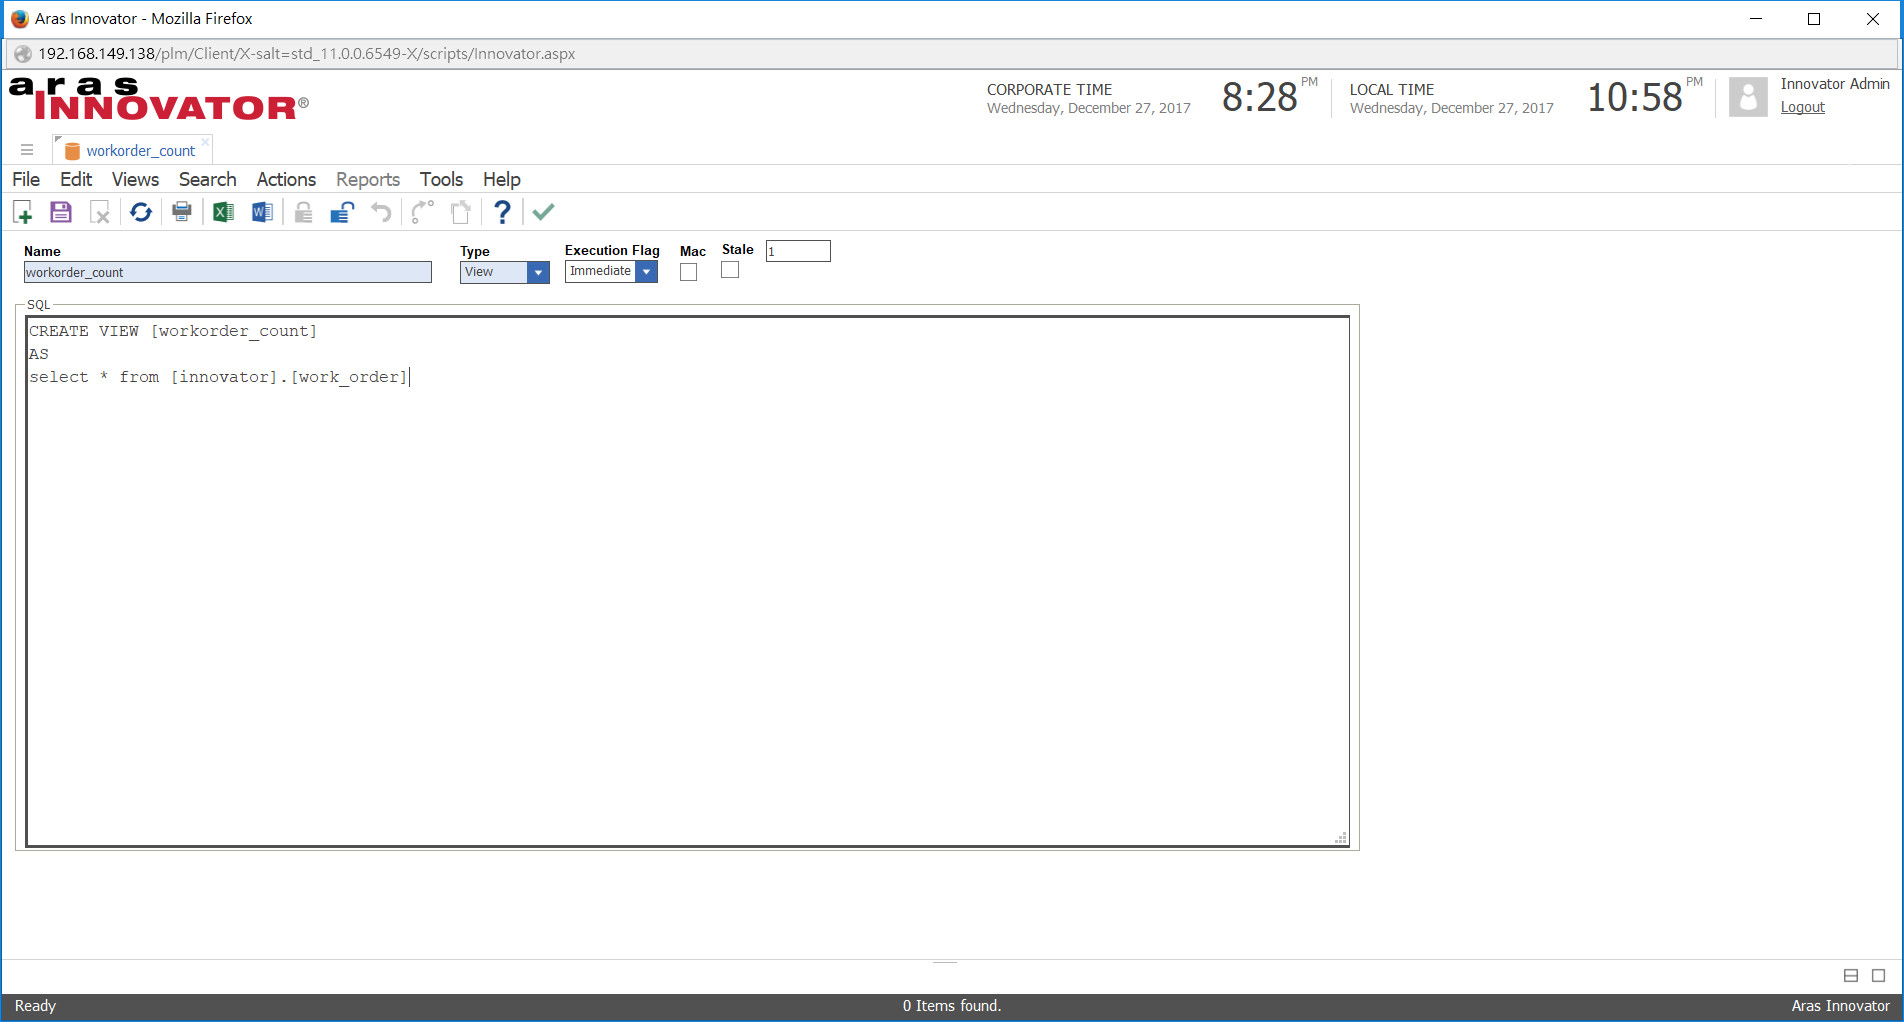 Aras Innovator - Mozilla Firefox
192.168.149.138/plm/Client/X-salt=std_11.0.0.6549-X/scripts/Innovator.aspx
aras
INNOVATOR®
CORPORATE TIME
Wednesday, December 27, 2017
8:28 PM
LOCAL TIME
Wednesday, December 27, 2017
10:58 PM
Innovator Admin
Logout
workorder_count
File Edit Views Search Actions Reports Tools Help
Name Type Execution Flag Mac Stale 1
workorder_count View Immediate
SQL
CREATE VIEW [workorder_count]
AS
select * from [innovator].[work_order]
Ready 0 Items found. Aras Innovator